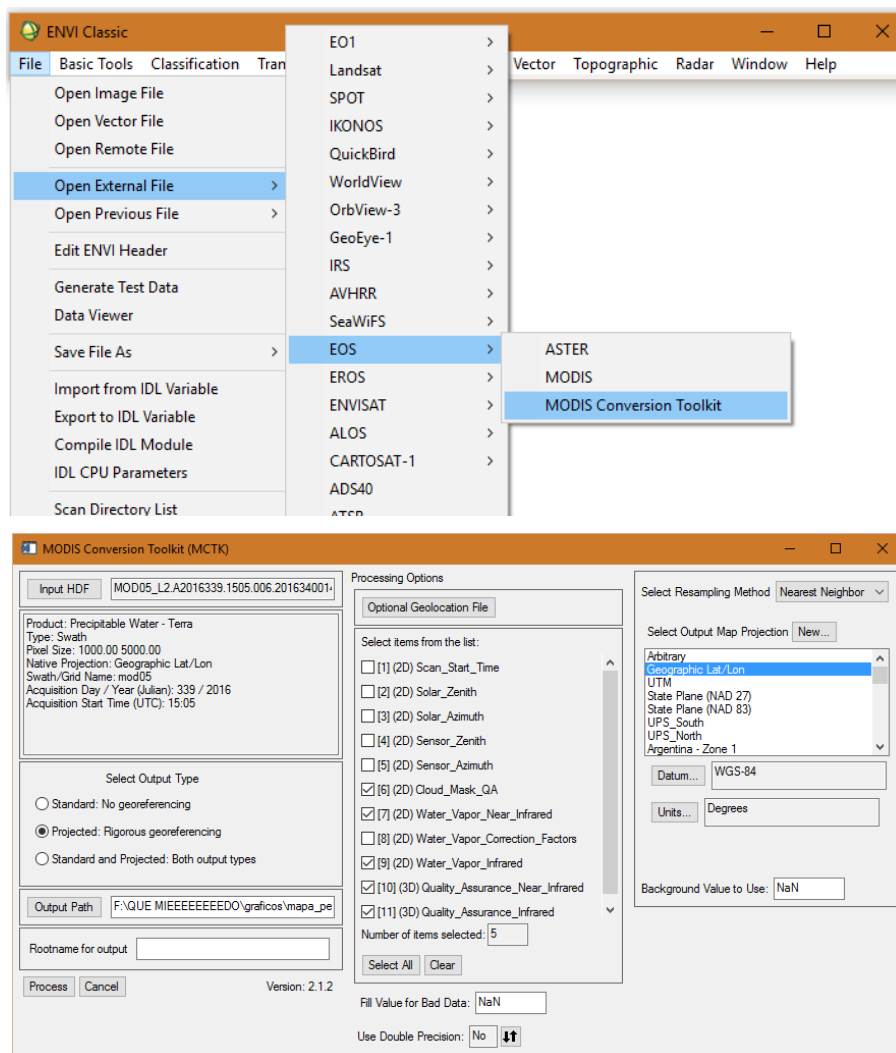 ENVI Classic
File Basic Tools Classification Tran Vector Topographic Radar Window Help
Open Image File
Open Vector File
Open Remote File
Open External File
Open Previous File
Edit ENVI Header
Generate Test Data
Data Viewer
Save File As
Import from IDL Variable
Export to IDL Variable
Compile IDL Module
IDL CPU Parameters
Scan Directory List
EO1
Landsat
SPOT
IKONOS
QuickBird
WorldView
OrbView-3
GeoEye-1
IRS
AVHRR
SeaWiFS
EOS
EROS
ENVISAT
ALOS
CARTOSAT-1
ADS40
ATSR
ASTER
MODIS
MODIS Conversion Toolkit
MODIS Conversion Toolkit (MCTK)
Input HDF MOD05_L2.A2016339.1505.006.201634001
Product: Precipitable Water - Terra
Type: Swath
Pixel Size: 1000.00 5000.00
Native Projection: Geographic Lat/Lon
Swath/Grid Name: mod05
Acquisition Day / Year (Julian): 339 / 2016
Acquisition Start Time (UTC): 15:05
Select Output Type
Standard: No georeferencing
Projected: Rigorous georeferencing
Standard and Projected: Both output types
Output Path F:\QUE MIEEEEEEEEDO\graficos\mapa_pe
Rootname for output
Process Cancel Version: 2.1.2
Processing Options
Optional Geolocation File
Select items from the list:
[1] (2D) Scan_Start_Time
[2] (2D) Solar_Zenith
[3] (2D) Solar_Azimuth
[4] (2D) Sensor_Zenith
[5] (2D) Sensor_Azimuth
[6] (2D) Cloud_Mask_QA
[7] (2D) Water_Vapor_Near_Infrared
[8] (2D) Water_Vapor_Correction_Factors
[9] (2D) Water_Vapor_Infrared
[10] (3D) Quality_Assurance_Near_Infrared
[11] (3D) Quality_Assurance_Infrared
Number of items selected: 5
Select All Clear
Fill Value for Bad Data: NaN
Use Double Precision: No
Select Resampling Method Nearest Neighbor
Select Output Map Projection New...
Arbitrary
Geographic Lat/Lon
UTM
State Plane (NAD 27)
State Plane (NAD 83)
UPS_South
UPS_North
Argentina - Zone 1
Datum... WGS-84
Units... Degrees
Background Value to Use: NaN